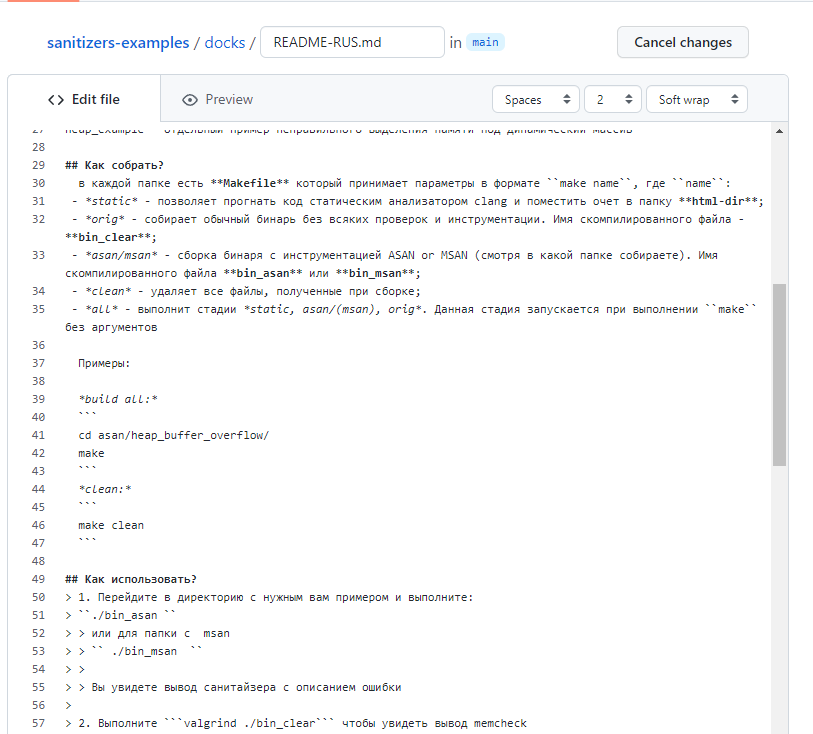 sanitizers-examples / docks / README-RUS.md in main Cancel changes
<> Edit file Preview Spaces 2 Soft wrap
27 heap_example - отдельный пример неправильного выделения памяти под динамический массив
28
29 ## Как собрать?
30 в каждой папке есть **Makefile** который принимает параметры в формате ``make name``, где ``name``:
31 - *static* - позволяет прогнать код статическим анализатором clang и поместить очет в папку **html-dir**;
32 - *orig* - собирает обычный бинарь без всяких проверок и инструментации. Имя скомпилированного файла -
**bin_clear**;
33 - *asan/msan* - сборка бинаря с инструментацией ASAN or MSAN (смотря в какой папке собираете). Имя
скомпилированного файла **bin_asan** или **bin_msan**;
34 - *clean* - удаляет все файлы, полученные при сборке;
35 - *all* - выполнит стадии *static, asan/(msan), orig*. Данная стадия запускается при выполнении ``make``
без аргументов
36
37 Примеры:
38
39 *build all:*
40 ```
41 cd asan/heap_buffer_overflow/
42 make
43 ```
44 *clean:*
45 ```
46 make clean
47 ```
48
49 ## Как использовать?
50 > 1. Перейдите в директорию с нужным вам примером и выполните:
51 > ``./bin_asan ``
52 > > или для папки с  msan
53 > > `` ./bin_msan  ``
54 > >
55 > > Вы увидете вывод санитайзера с описанием ошибки
56 >
57 > 2. Выполните ```valgrind ./bin_clear``` чтобы увидеть вывод memcheck